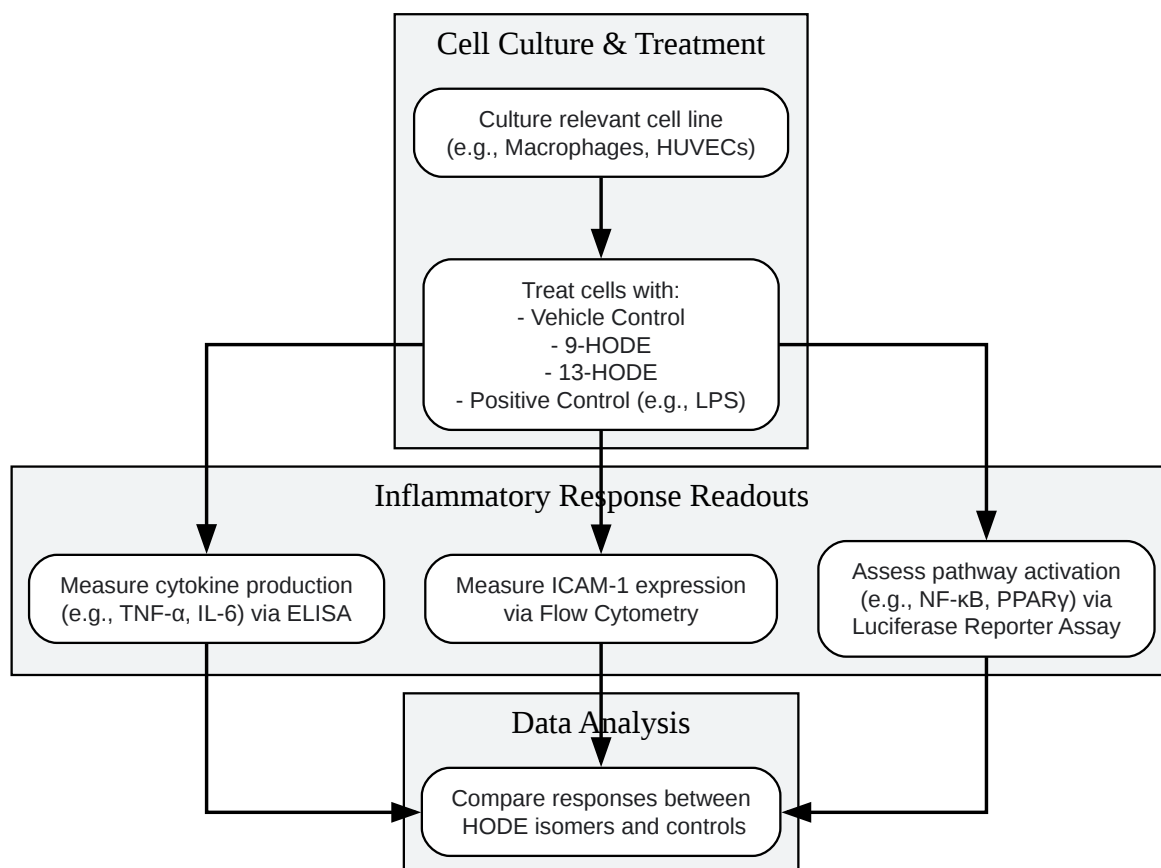 Cell Culture & Treatment
Culture relevant cell line
(e.g., Macrophages, HUVECs)
Treat cells with:
- Vehicle Control
- 9-HODE
- 13-HODE
- Positive Control (e.g., LPS)
Inflammatory Response Readouts
Measure cytokine production
(e.g., TNF-α, IL-6) via ELISA
Measure ICAM-1 expression
via Flow Cytometry
Assess pathway activation
(e.g., NF-κB, PPARγ) via
Luciferase Reporter Assay
Data Analysis
Compare responses between
HODE isomers and controls